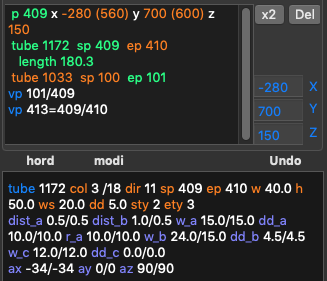 p 409 x -280 (560) y 700 (600) z
150
tube 1172 sp 409 ep 410
length 180.3
tube 1033 sp 100 ep 101
vp 101/409
vp 413=409/410
x2 Del
-280 X
700 Y
150 Z
hord modi Undo
tube 1172 col 3 /18 dir 11 sp 409 ep 410 w 40.0 h
50.0 ws 20.0 dd 5.0 sty 2 ety 3
dist_a 0.5/0.5 dist_b 1.0/0.5 w_a 15.0/15.0 dd_a
10.0/10.0 r_a 10.0/10.0 w_b 24.0/15.0 dd_b 4.5/4.5
w_c 12.0/12.0 dd_c 0.0/0.0
ax -34/-34 ay 0/0 az 90/90